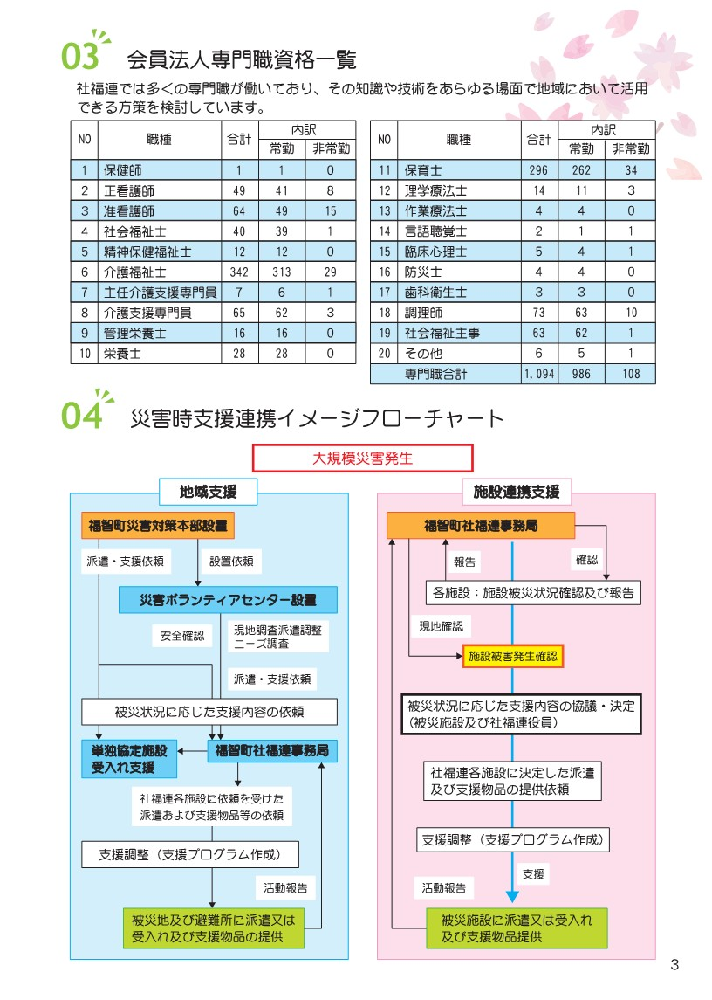 03 会員法人専門職資格一覧
社福連では多くの専門職が働いており、その知識や技術をあらゆる場面で地域において活用
できる方策を検討しています。
NO 職種 合計 内訳
常勤 非常勤
1 保健師 1 1 0
2 正看護師 49 41 8
3 准看護師 64 49 15
4 社会福祉士 40 39 1
5 精神保健福祉士 12 12 0
6 介護福祉士 342 313 29
7 主任介護支援専門員 7 6 1
8 介護支援専門員 65 62 3
9 管理栄養士 16 16 0
10 栄養士 28 28 0
NO 職種 合計 内訳
常勤 非常勤
11 保育士 296 262 34
12 理学療法士 14 11 3
13 作業療法士 4 4 0
14 言語聴覚士 2 1 1
15 臨床心理士 5 4 1
16 防災士 4 4 0
17 歯科衛生士 3 3 0
18 調理師 73 63 10
19 社会福祉主事 63 62 1
20 その他 6 5 1
専門職合計 1,094 986 108
04 災害時支援連携イメージフローチャート
大規模災害発生
地域支援
福智町災害対策本部設置
派遣・支援依頼
設置依頼
災害ボランティアセンター設置
安全確認
現地調査派遣調整
ニーズ調査
派遣・支援依頼
被災状況に応じた支援内容の依頼
単独協定施設
受入れ支援
福智町社福連事務局
社福連各施設に依頼を受けた
派遣および支援物品等の依頼
支援調整（支援プログラム作成）
活動報告
被災地及び避難所に派遣又は
受入れ及び支援物品の提供
施設連携支援
福智町社福連事務局
報告
確認
各施設：施設被災状況確認及び報告
現地確認
施設被害発生確認
被災状況に応じた支援内容の協議・決定
（被災施設及び社福連役員）
社福連各施設に決定した派遣
及び支援物品の提供依頼
支援調整（支援プログラム作成）
支援
活動報告
被災施設に派遣又は受入れ
及び支援物品提供
3